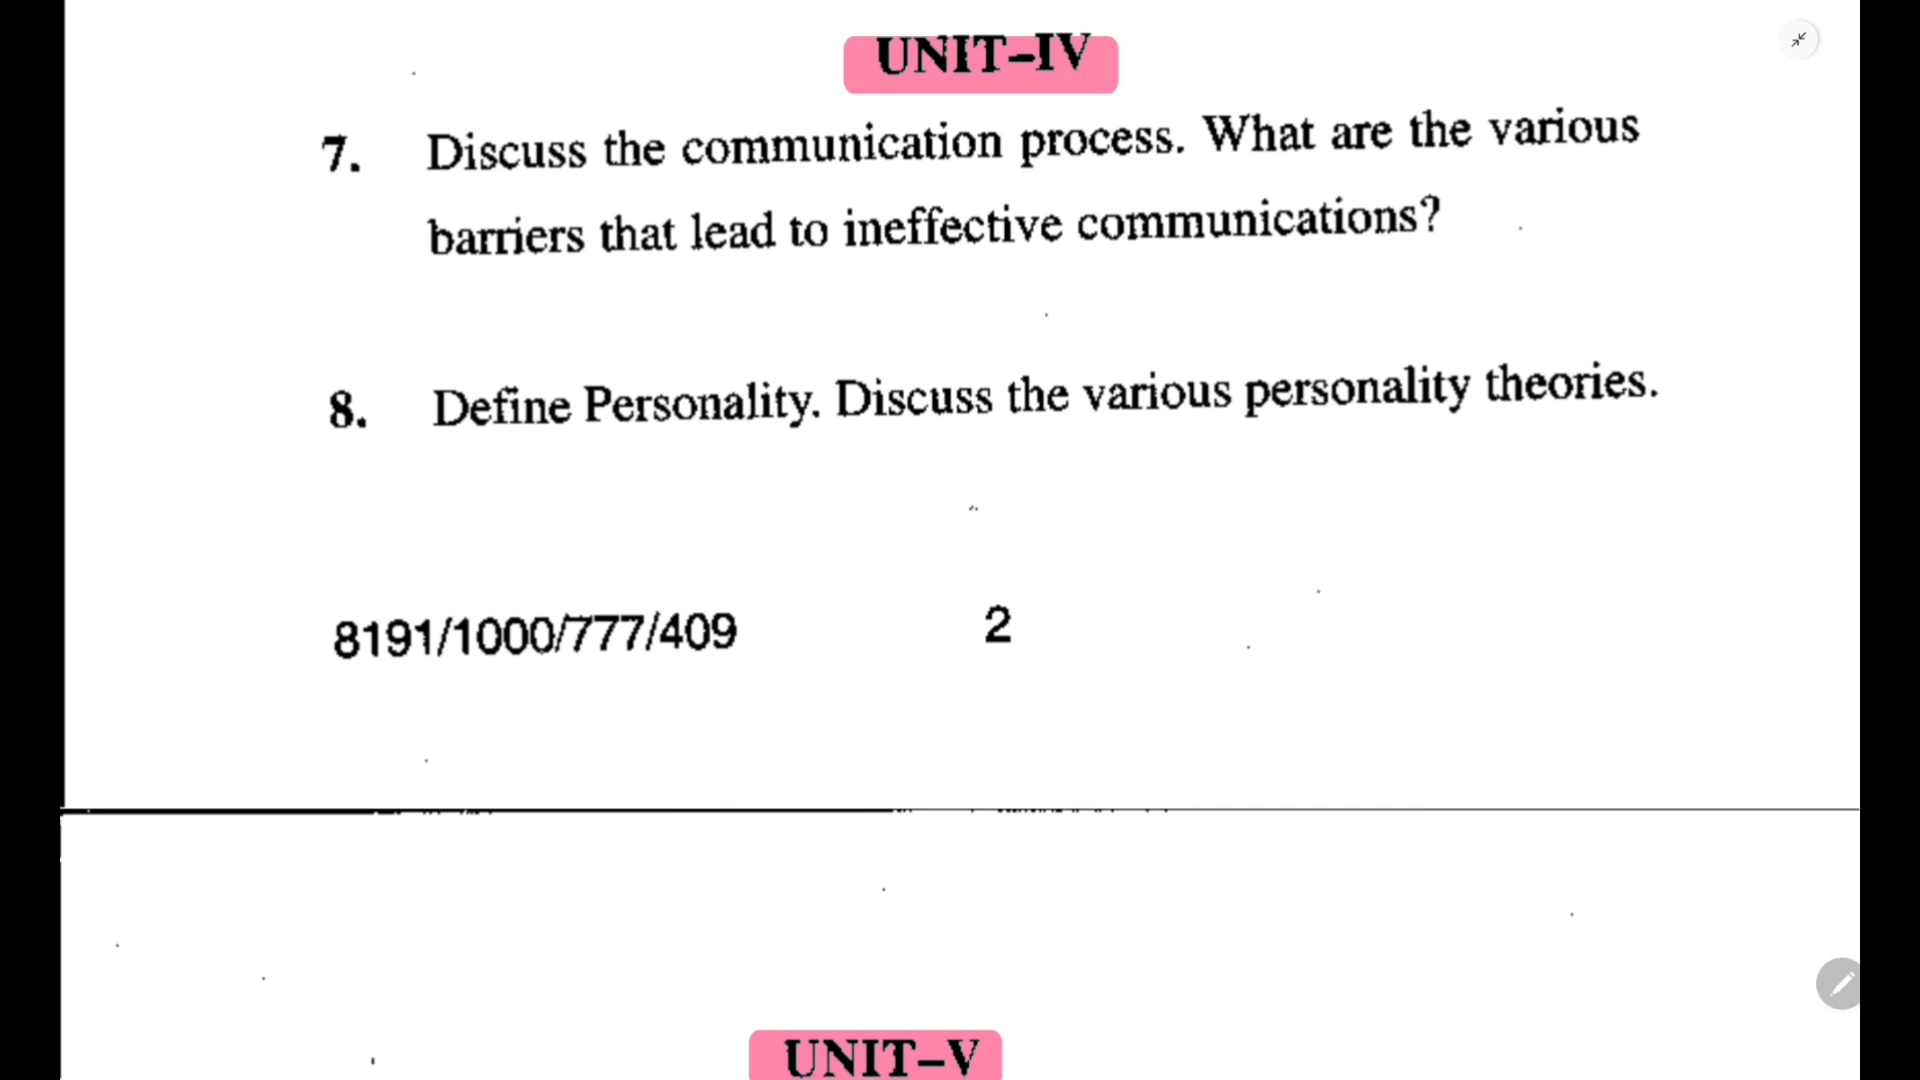 UNIT–IV
7. Discuss the communication process. What are the various
barriers that lead to ineffective communications?
8. Define Personality. Discuss the various personality theories.
8191/1000/777/409 2
UNIT–V